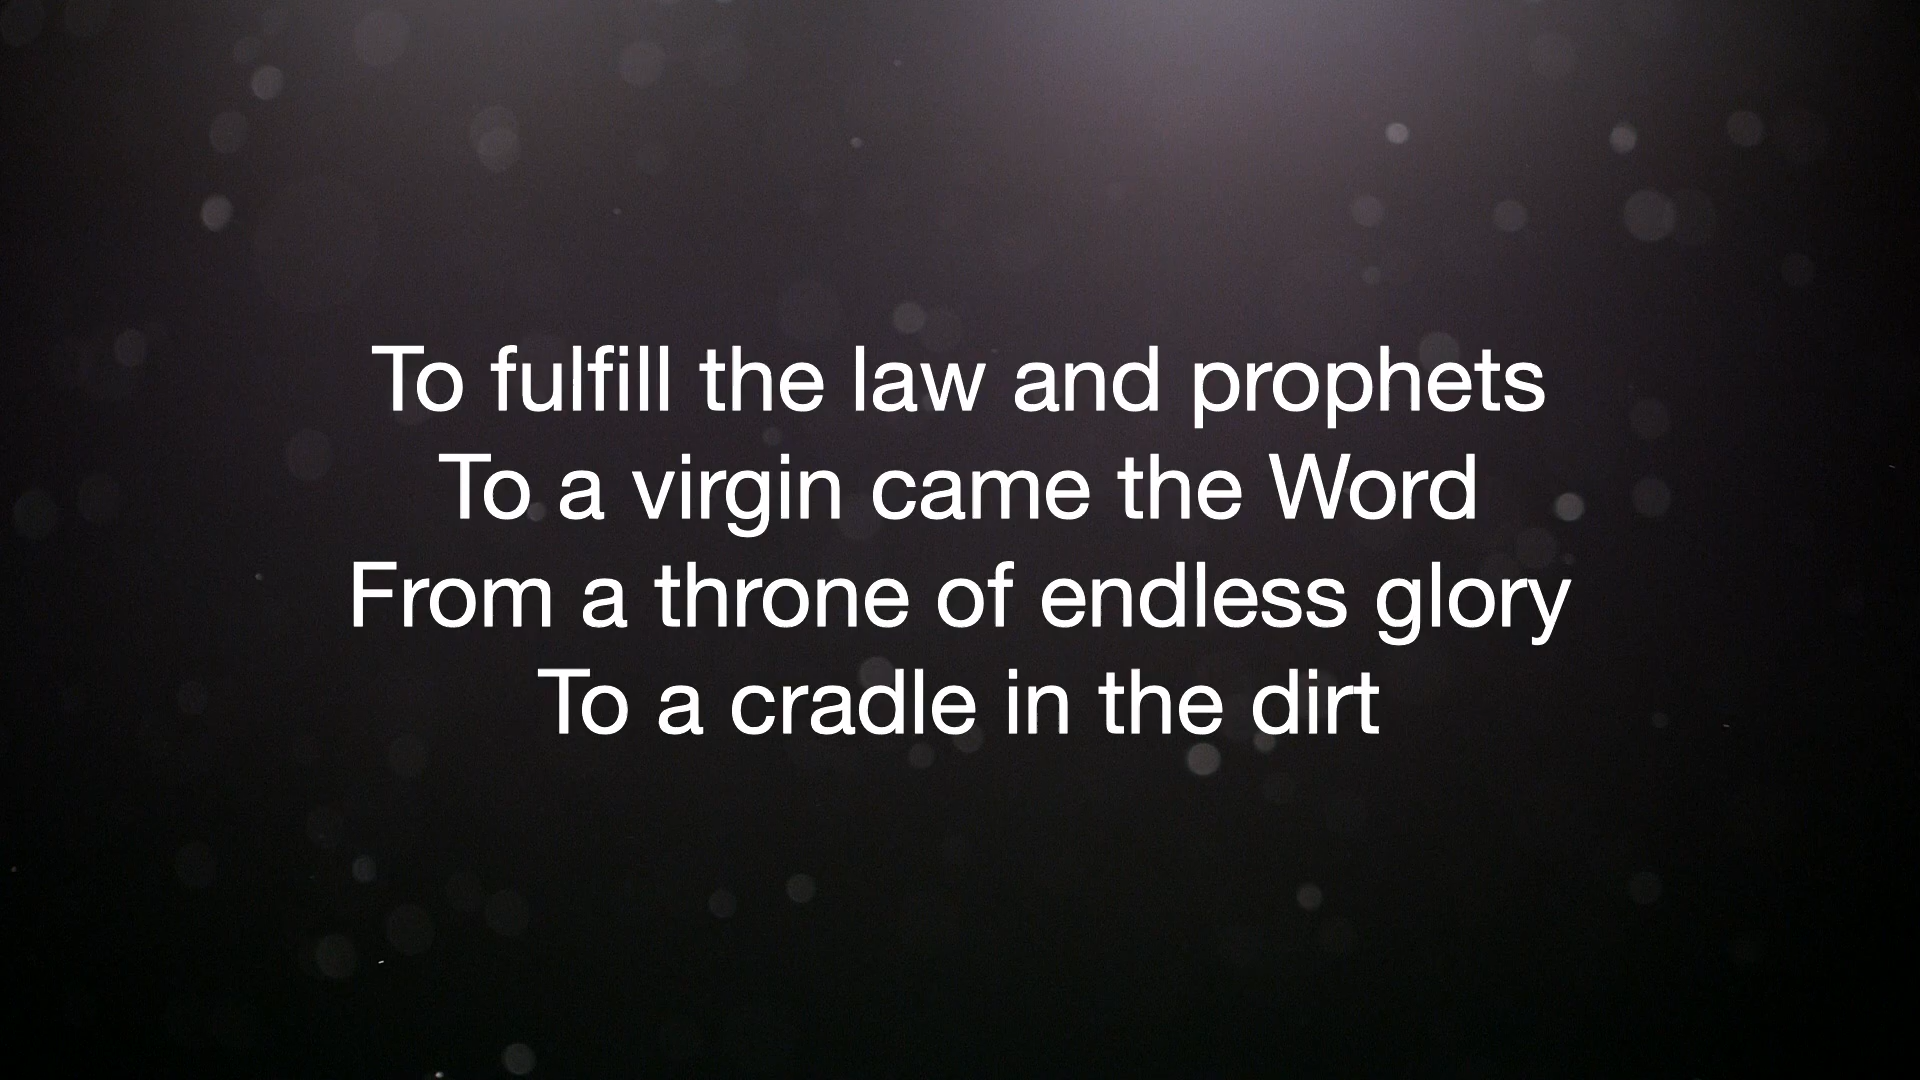 To fulfill the law and prophets
To a virgin came the Word
From a throne of endless glory
To a cradle in the dirt